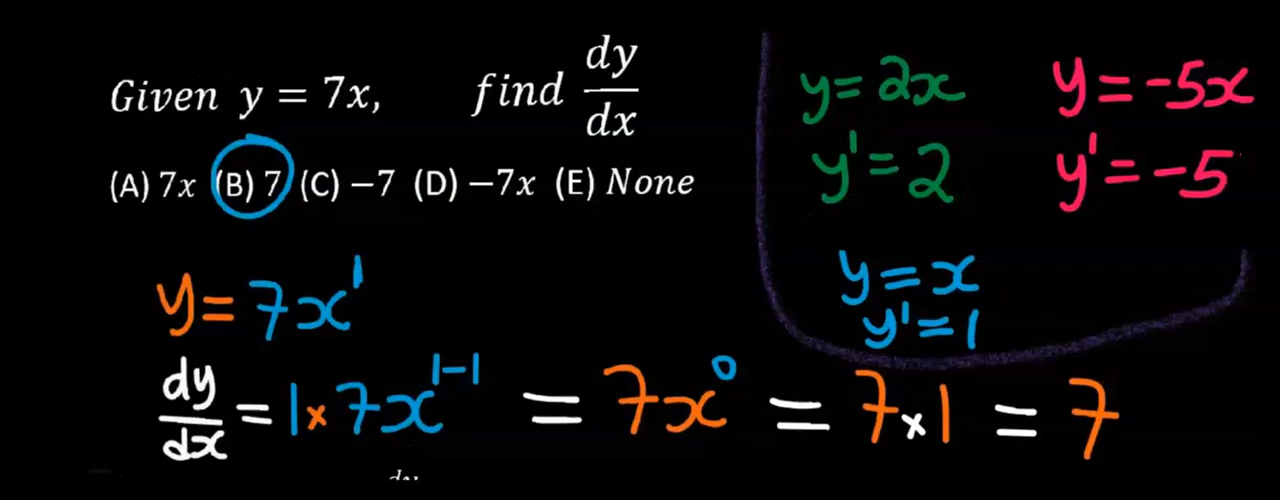 Given y = 7x, find dy/dx
(A) 7x (B) 7 (C) −7 (D) −7x (E) None
y = 2x
y' = 2
y = -5x
y' = -5
y = x
y' = 1
y = 7x¹
dy/dx = 1 × 7x¹⁻¹ = 7x⁰ = 7 × 1 = 7